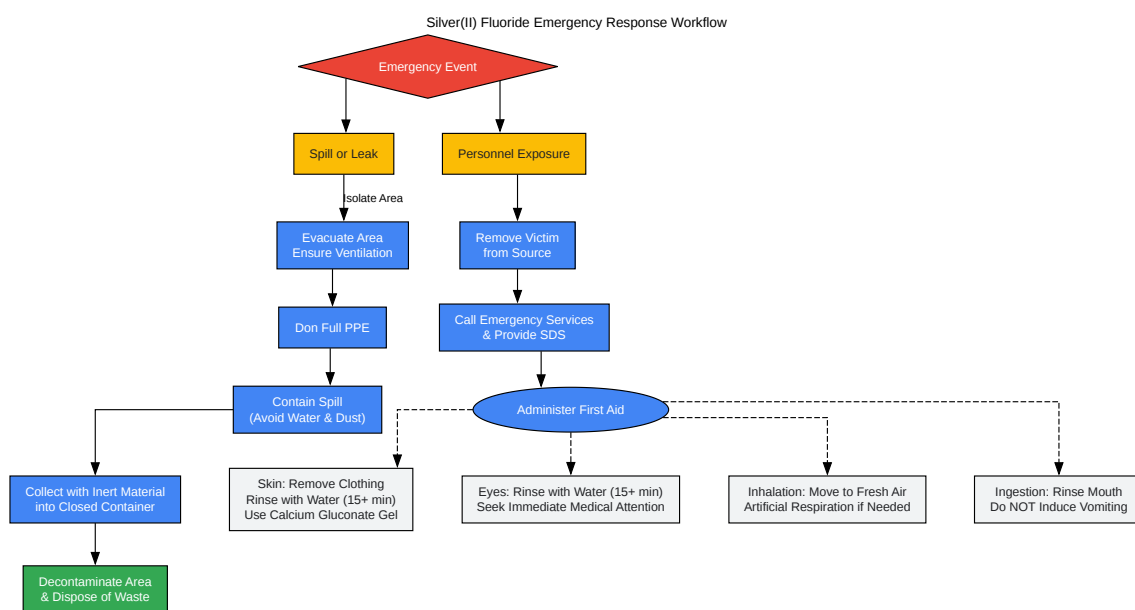 Silver(II) Fluoride Emergency Response Workflow
Emergency Event
Spill or Leak
Personnel Exposure
Isolate Area
Evacuate Area
Ensure Ventilation
Remove Victim
from Source
Don Full PPE
Call Emergency Services
& Provide SDS
Contain Spill
(Avoid Water & Dust)
Administer First Aid
Collect with Inert Material
into Closed Container
Skin: Remove Clothing
Rinse with Water (15+ min)
Use Calcium Gluconate Gel
Eyes: Rinse with Water (15+ min)
Seek Immediate Medical Attention
Inhalation: Move to Fresh Air
Artificial Respiration if Needed
Ingestion: Rinse Mouth
Do NOT Induce Vomiting
Decontaminate Area
& Dispose of Waste